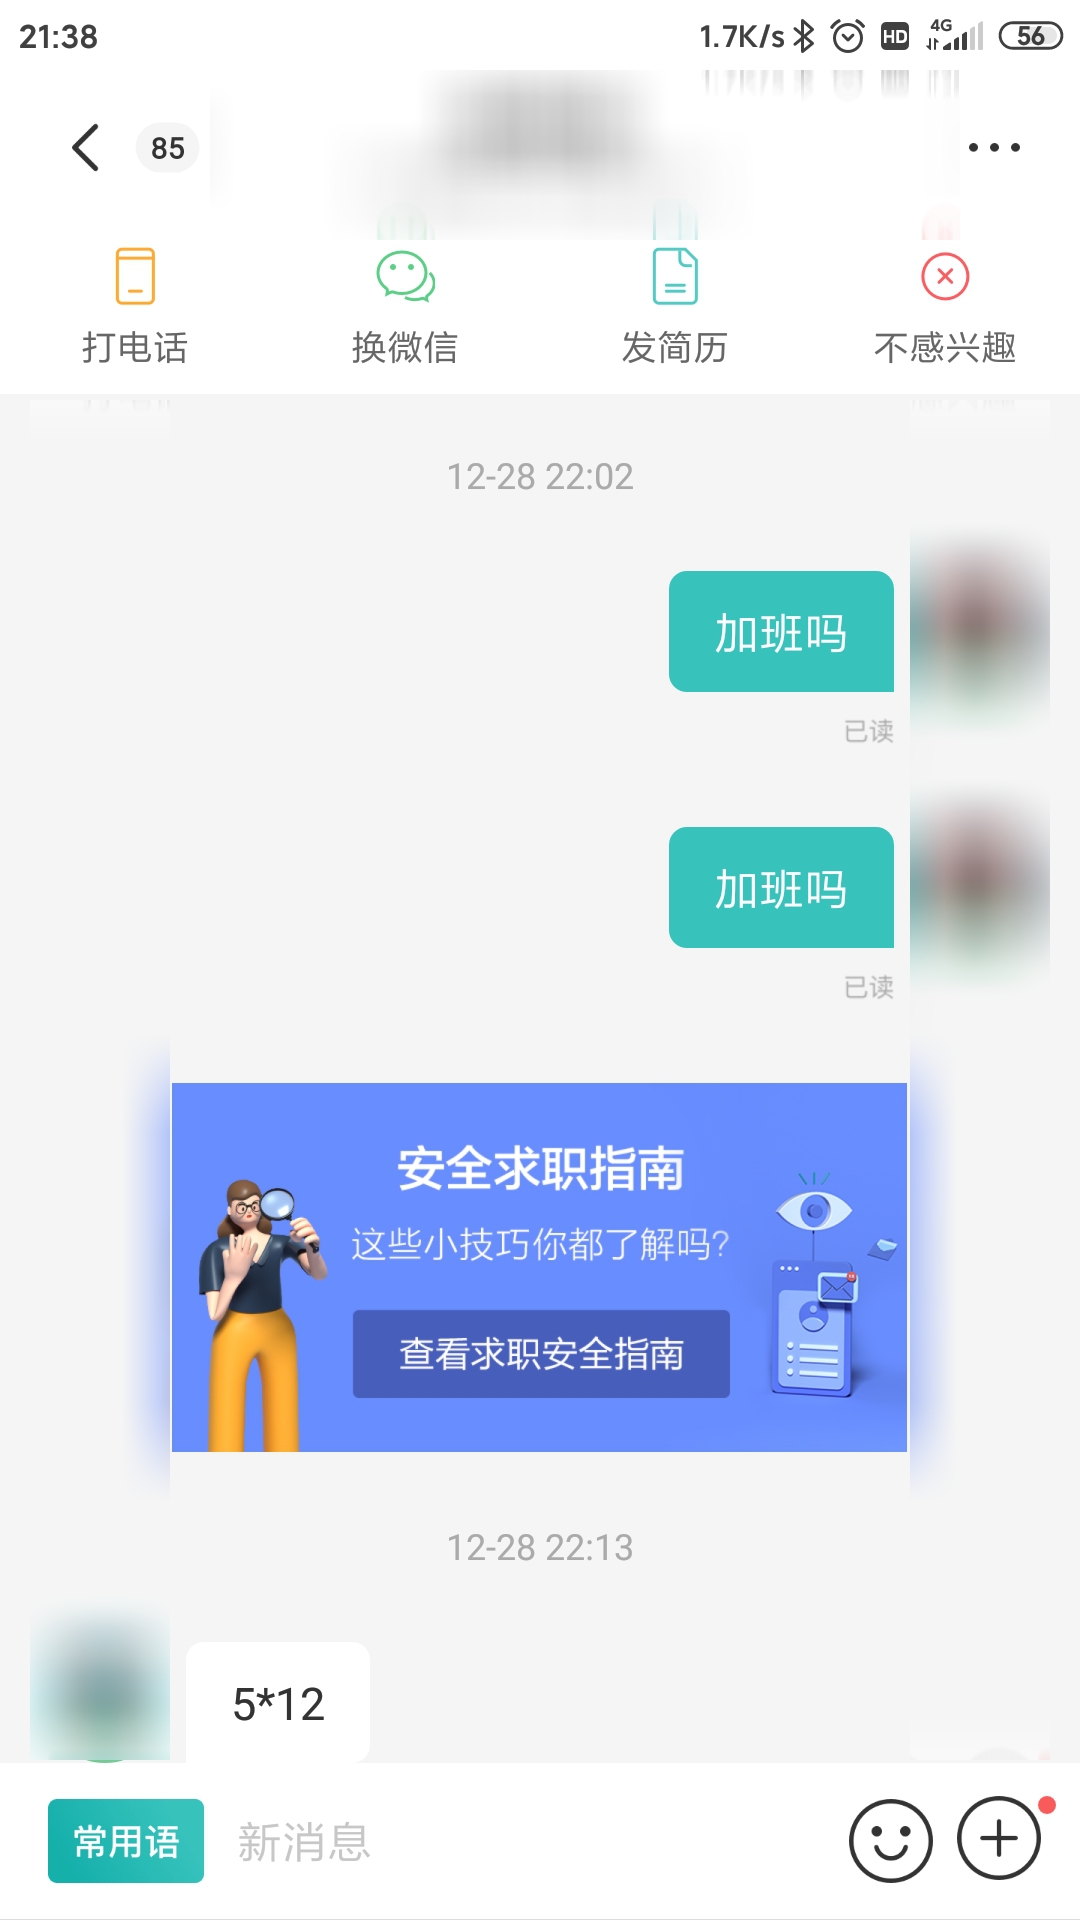 21:38
1.7K/s HD 4G 56
85
打电话 换微信 发简历 不感兴趣
12-28 22:02
加班吗
已读
加班吗
已读
安全求职指南
这些小技巧你都了解吗?
查看求职安全指南
12-28 22:13
5*12
常用语 新消息